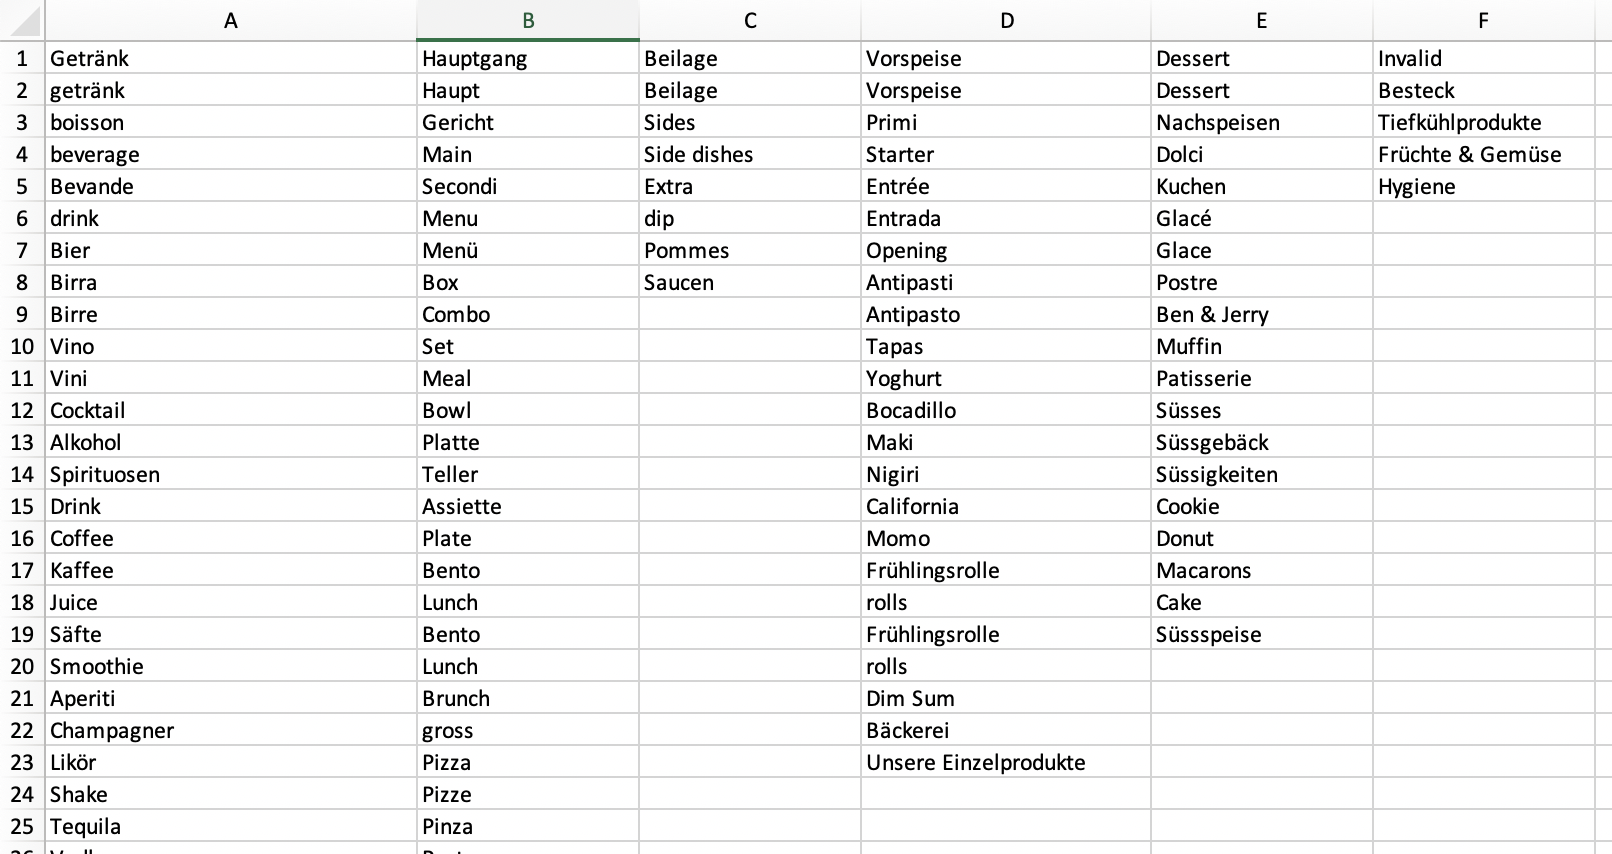 A B C D E F
1 Getränk Hauptgang Beilage Vorspeise Dessert Invalid
2 getränk Haupt Beilage Vorspeise Dessert Besteck
3 boisson Gericht Sides Primi Nachspeisen Tiefkühlprodukte
4 beverage Main Side dishes Starter Dolci Früchte & Gemüse
5 Bevande Secondi Extra Entrée Kuchen Hygiene
6 drink Menu dip Entrada Glacé
7 Bier Menü Pommes Opening Glace
8 Birra Box Saucen Antipasti Postre
9 Birre Combo Antipasto Ben & Jerry
10 Vino Set Tapas Muffin
11 Vini Meal Yoghurt Patisserie
12 Cocktail Bowl Bocadillo Süsses
13 Alkohol Platte Maki Süssgebäck
14 Spirituosen Teller Nigiri Süssigkeiten
15 Drink Assiette California Cookie
16 Coffee Plate Momo Donut
17 Kaffee Bento Frühlingsrolle Macarons
18 Juice Lunch rolls Cake
19 Säfte Bento Frühlingsrolle Süssspeise
20 Smoothie Lunch rolls
21 Aperiti Brunch Dim Sum
22 Champagner gross Bäckerei
23 Likör Pizza Unsere Einzelprodukte
24 Shake Pizze
25 Tequila Pinza